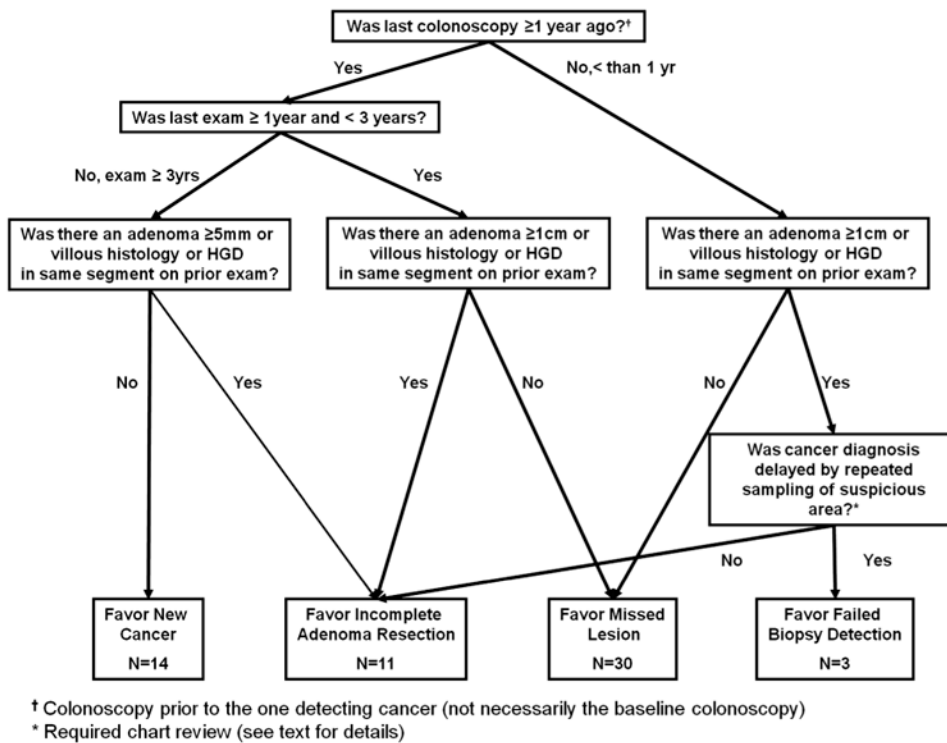 Was last colonoscopy ≥1 year ago?†
Yes
No,< than 1 yr
Was last exam ≥ 1year and < 3 years?
No, exam ≥ 3yrs
Yes
Was there an adenoma ≥5mm or
villous histology or HGD
in same segment on prior exam?
Was there an adenoma ≥1cm or
villous histology or HGD
in same segment on prior exam?
Was there an adenoma ≥1cm or
villous histology or HGD
in same segment on prior exam?
No
Yes
Yes
No
No
Yes
Was cancer diagnosis
delayed by repeated
sampling of suspicious
area?*
No
Yes
Favor New
Cancer
N=14
Favor Incomplete
Adenoma Resection
N=11
Favor Missed
Lesion
N=30
Favor Failed
Biopsy Detection
N=3
† Colonoscopy prior to the one detecting cancer (not necessarily the baseline colonoscopy)
* Required chart review (see text for details)